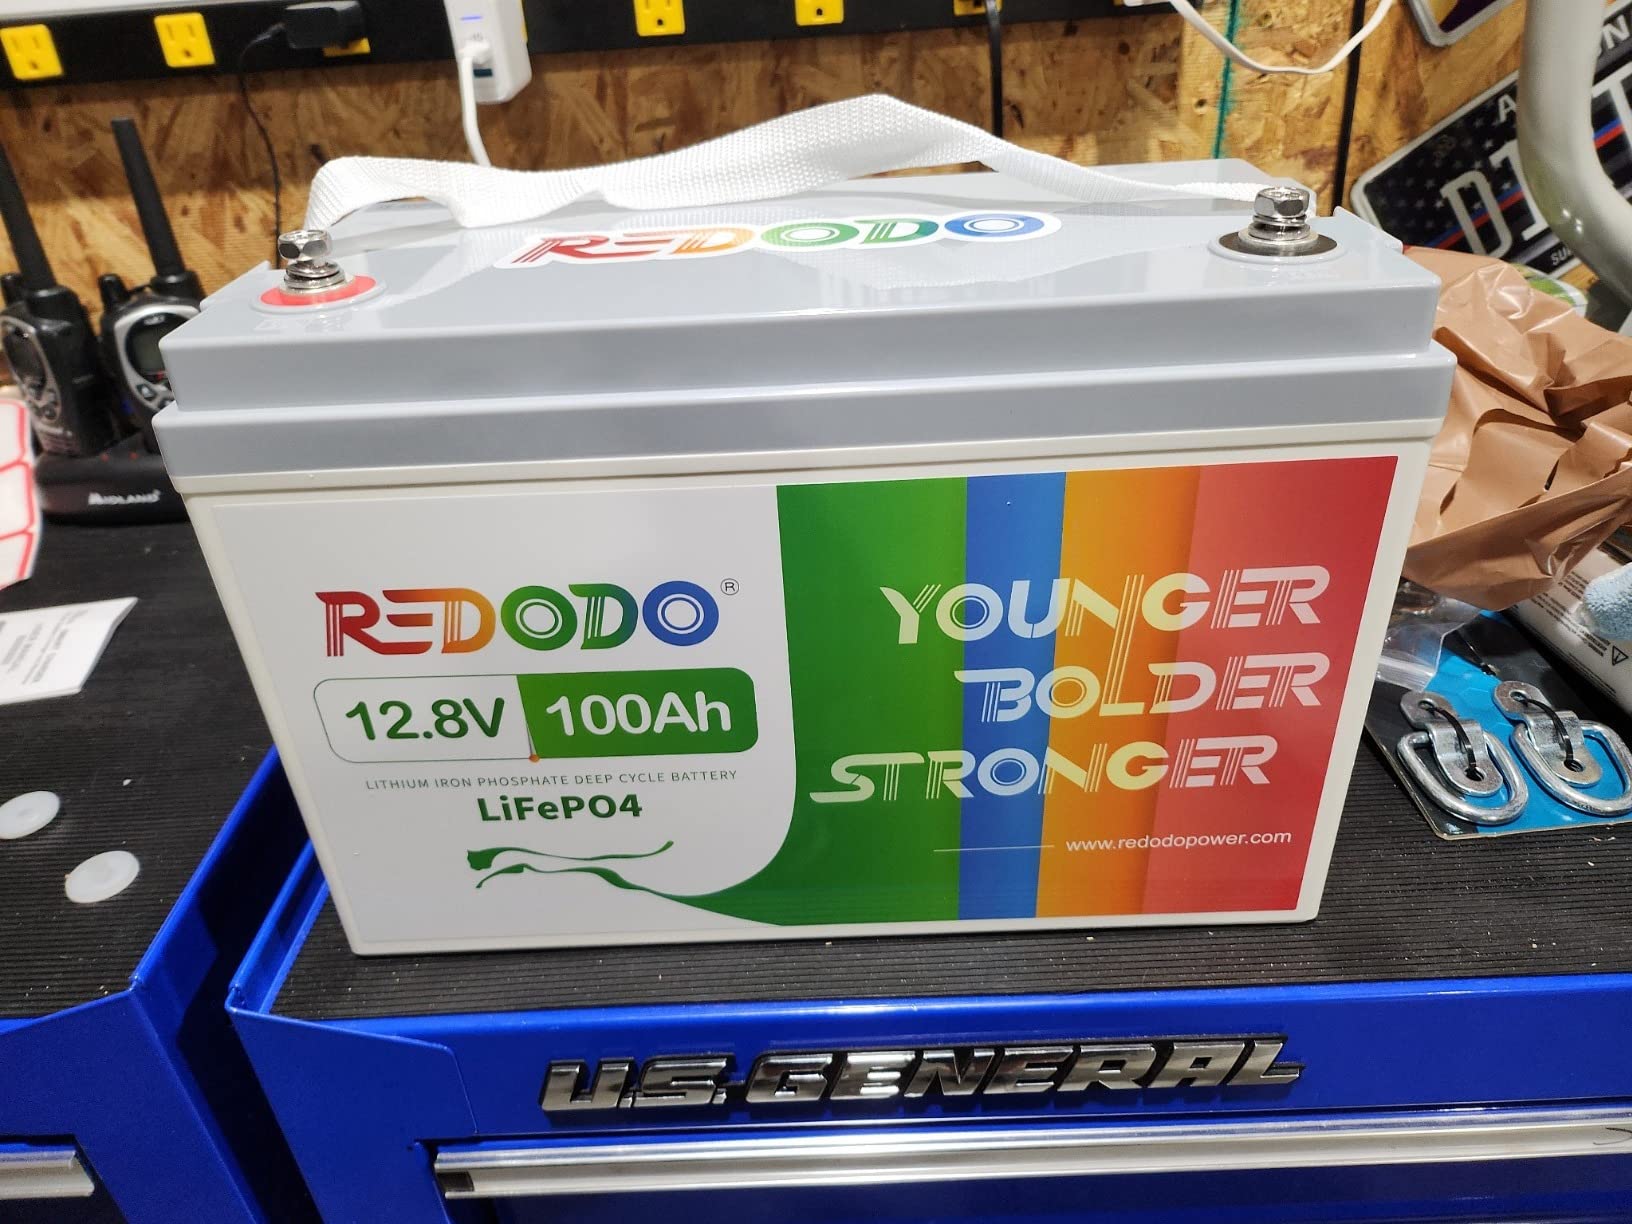 REDODO
MIDLAND
REDODO®
12.8V 100Ah
LITHIUM IRON PHOSPHATE DEEP CYCLE BATTERY
LiFePO4
YOUNGER
BOLDER
STRONGER
www.redodopower.com
U.S.GENERAL